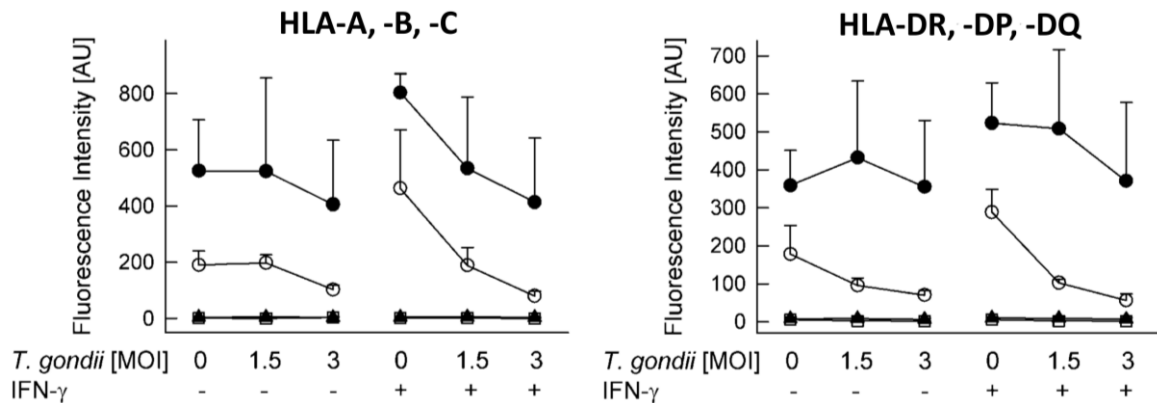 HLA-A, -B, -C
Fluorescence Intensity [AU]
800
600
400
200
0
T. gondii [MOI] 0 1.5 3 0 1.5 3
IFN-γ - - - + + +
HLA-DR, -DP, -DQ
Fluorescence Intensity [AU]
700
600
500
400
300
200
100
0
T. gondii [MOI] 0 1.5 3 0 1.5 3
IFN-γ - - - + + +